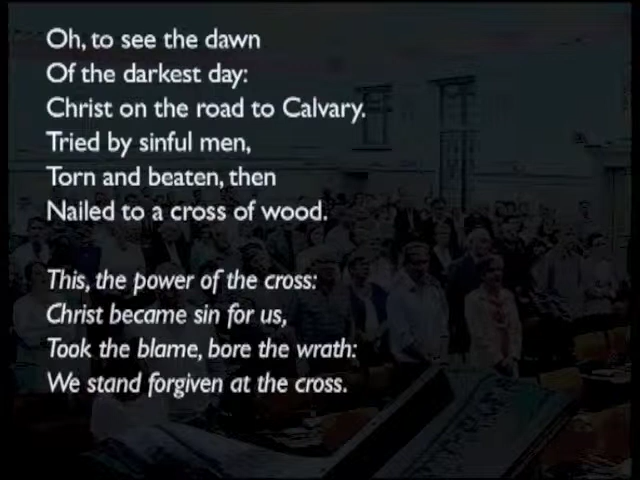 Oh, to see the dawn
Of the darkest day:
Christ on the road to Calvary.
Tried by sinful men,
Torn and beaten, then
Nailed to a cross of wood.
This, the power of the cross:
Christ became sin for us,
Took the blame, bore the wrath:
We stand forgiven at the cross.